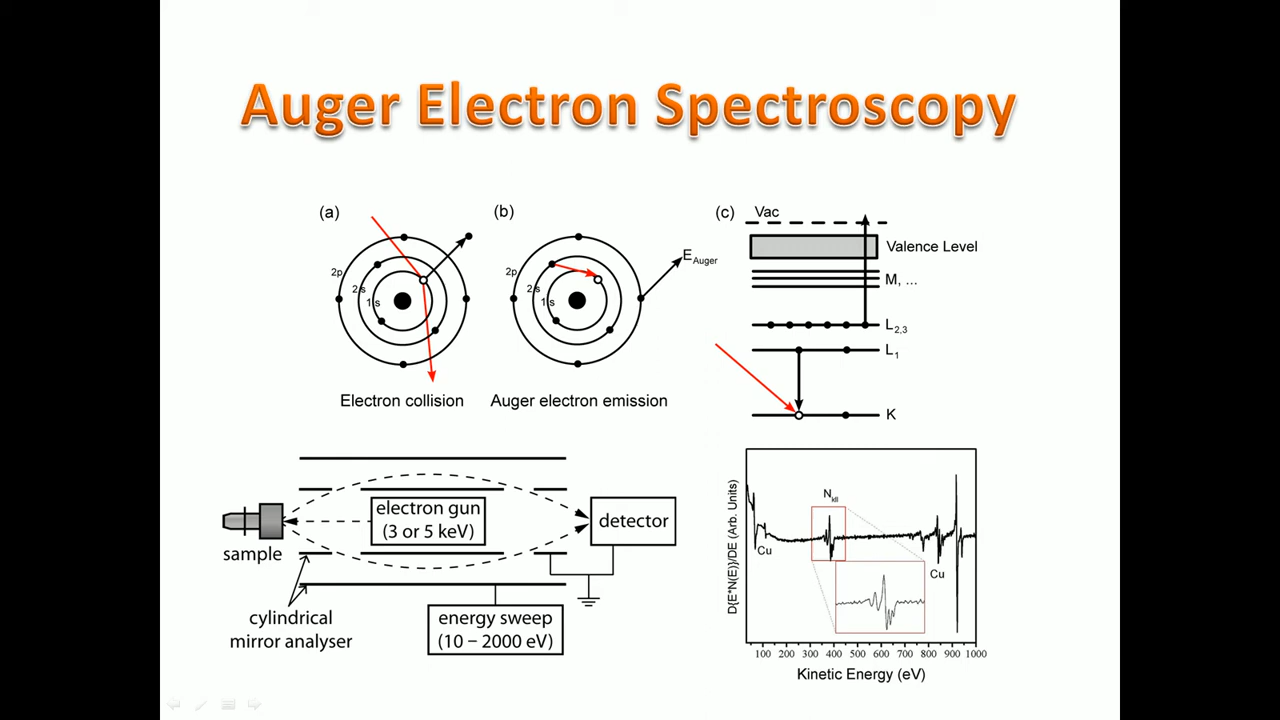 Auger Electron Spectroscopy
(a)
2p
2s
1s
Electron collision
(b)
2p
2s
1s
E Auger
Auger electron emission
(c)
Vac
Valence Level
M, ...
L2,3
L1
K
electron gun
(3 or 5 keV)
detector
sample
cylindrical
mirror analyser
energy sweep
(10 – 2000 eV)
D{E*N(E)}/DE (Arb. Units)
Nkll
Cu
Cu
100 200 300 400 500 600 700 800 900 1000
Kinetic Energy (eV)